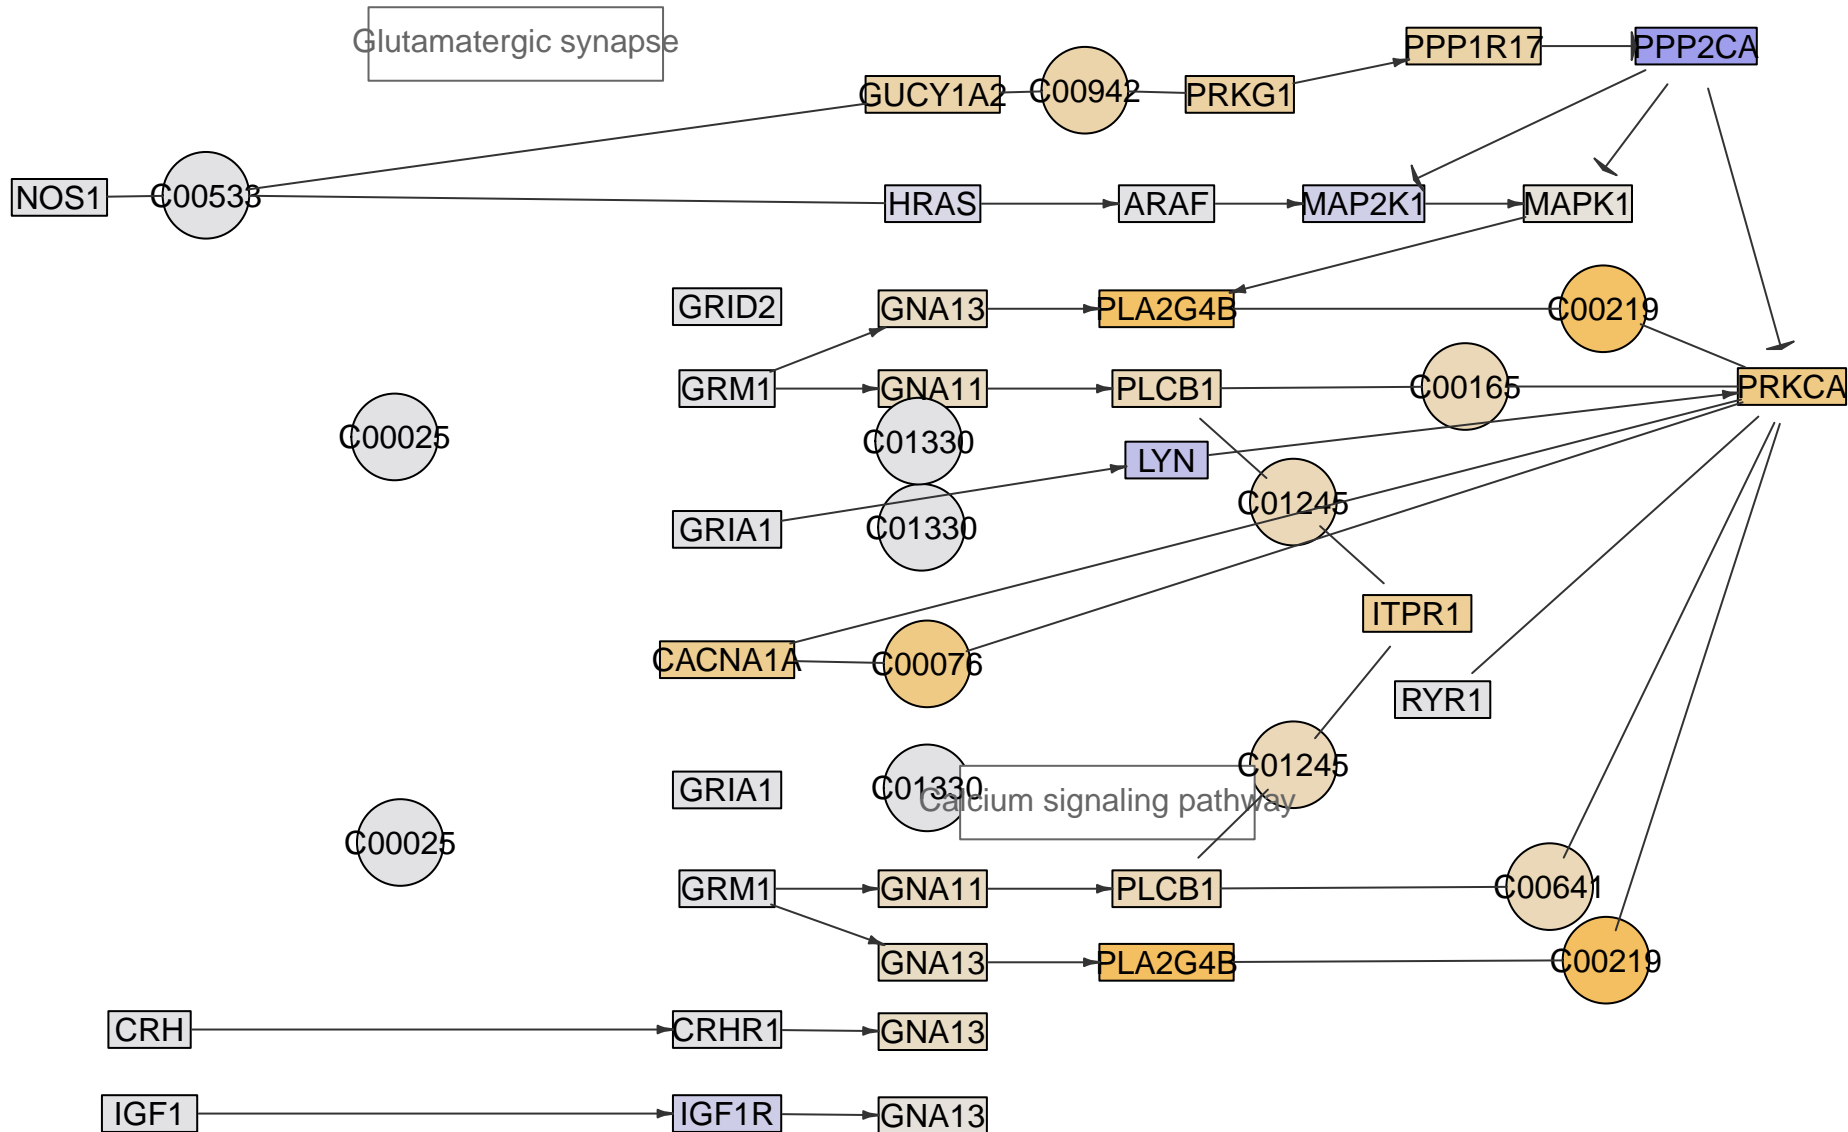 Glutamatergic synapse
PPP1R17
PPP2CA
GUCY1A2
C00942
PRKG1
NOS1
C00533
HRAS
ARAF
MAP2K1
MAPK1
GRID2
GNA13
PLA2G4B
C00219
GRM1
GNA11
PLCB1
C00165
PRKCA
C00025
C01330
LYN
C01245
GRIA1
C01330
ITPR1
CACNA1A
C00076
RYR1
C01245
GRIA1
C01330
Calcium signaling pathway
C00025
GRM1
GNA11
PLCB1
C00641
GNA13
PLA2G4B
C00219
CRH
CRHR1
GNA13
IGF1
IGF1R
GNA13